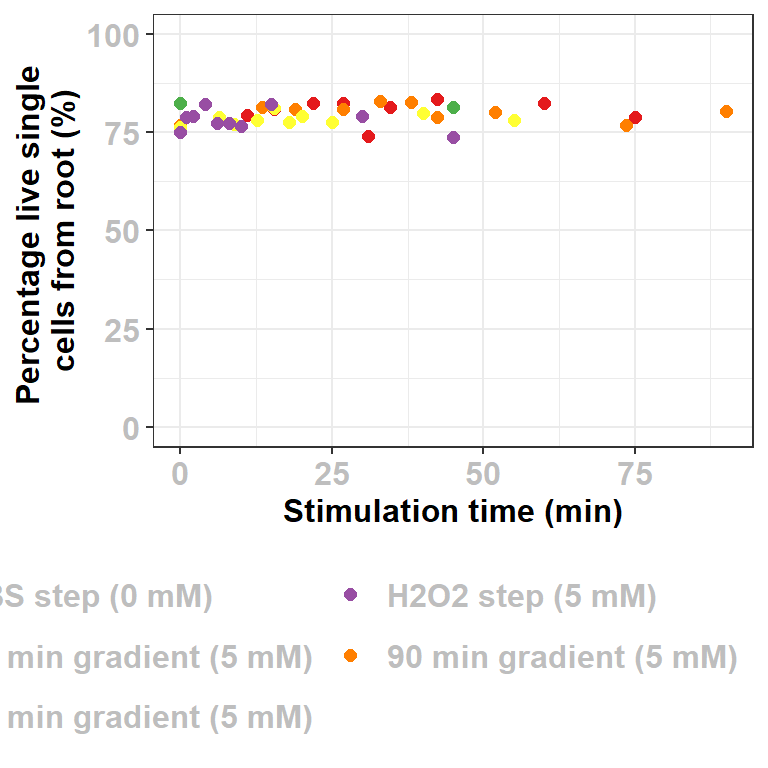 Percentage live single
cells from root (%)
100
75
50
25
0
0 25 50 75
Stimulation time (min)
step (0 mM) H2O2 step (5 mM)
min gradient (5 mM) 90 min gradient (5 mM)
min gradient (5 mM)